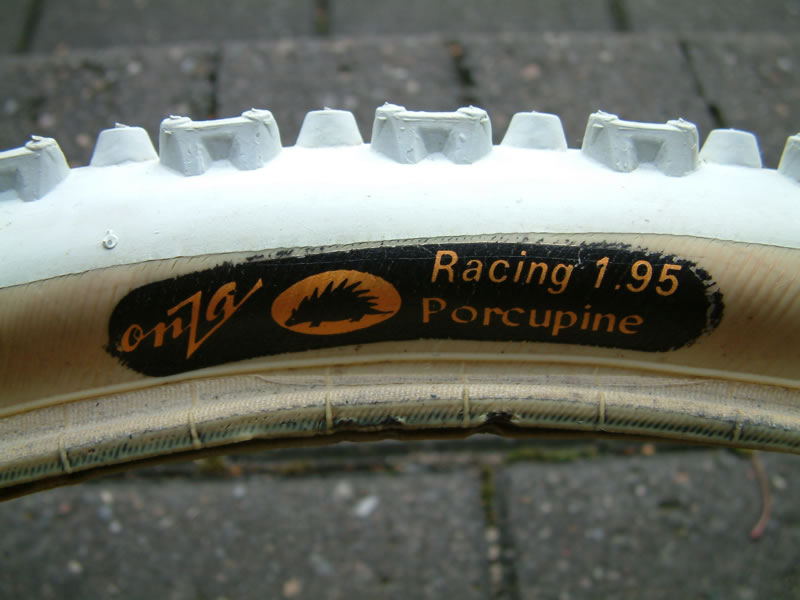 onza
Racing 1.95
Porcupine